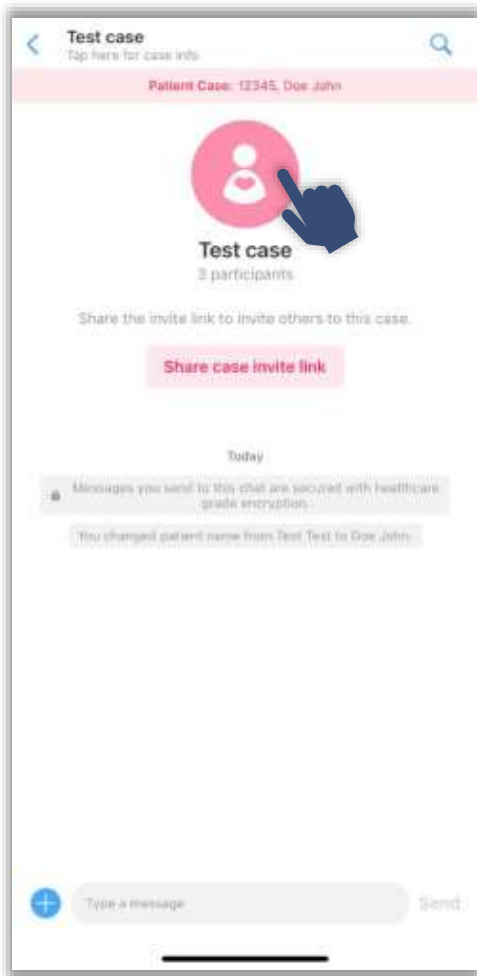 Test case
Tap here for case info
Patient Case: 12345, Doe John
Test case
3 participants
Share the invite link to invite others to this case.
Share case invite link
Today
Messages you send to this chat are secured with healthcare
grade encryption.
You changed patient name from Test Test to Doe John.
Type a message
Send